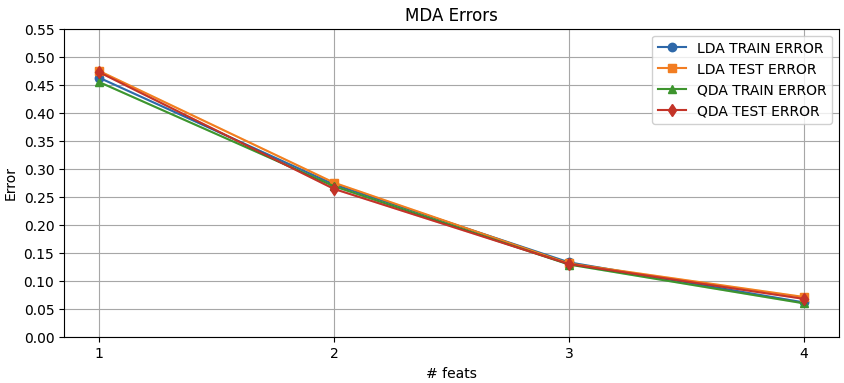 MDA Errors
0.55
0.50
0.45
0.40
0.35
0.30
0.25
0.20
0.15
0.10
0.05
0.00
Error
LDA TRAIN ERROR
LDA TEST ERROR
QDA TRAIN ERROR
QDA TEST ERROR
1 2 3 4
# feats